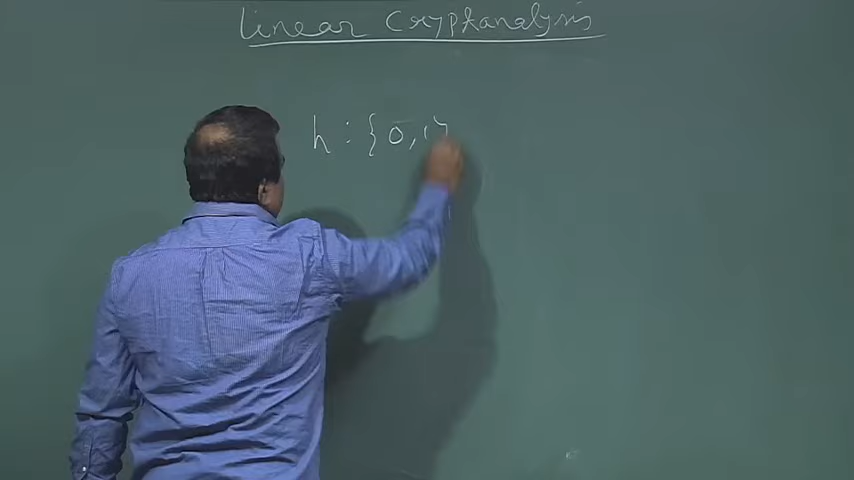 Linear Cryptanalysis
h : { 0, 1 }